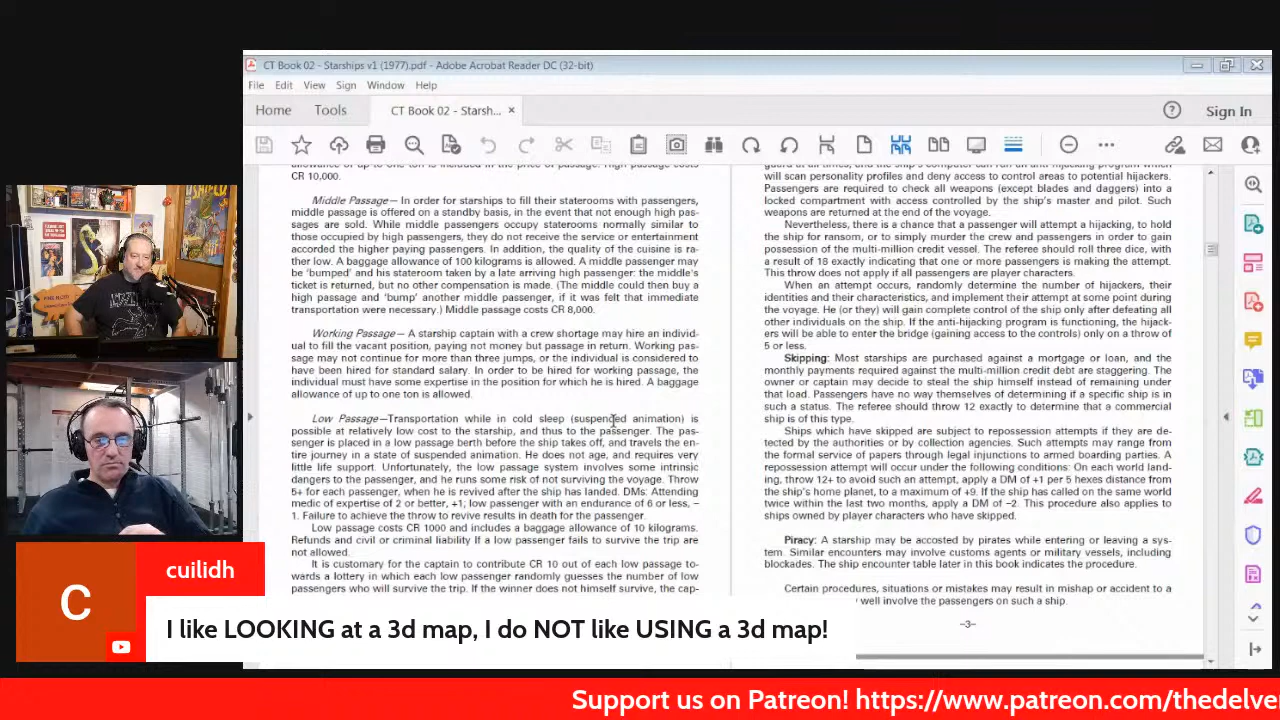 CT Book 02 - Starships v1 (1977).pdf - Adobe Acrobat Reader DC (32-bit)
File Edit View Sign Window Help
Home Tools CT Book 02 - Starsh... × Sign In
CR 10,000.
Middle Passage— In order for starships to fill their staterooms with passengers,
middle passage is offered on a standby basis, in the event that not enough high pas-
sages are sold. While middle passengers occupy staterooms normally similar to
those occupied by high passengers, they do not receive the service or entertainment
accorded the higher paying passengers. In addition, the quality of the cuisine is ra-
ther low. A baggage allowance of 100 kilograms is allowed. A middle passenger may
be 'bumped' and his stateroom taken by a late arriving high passenger: the middle's
ticket is returned, but no other compensation is made. (The middle could then buy a
high passage and 'bump' another middle passenger, if it was felt that immediate
transportation were necessary.) Middle passage costs CR 8,000.
Working Passage— A starship captain with a crew shortage may hire an individ-
ual to fill the vacant position, paying not money but passage in return. Working pas-
sage may not continue for more than three jumps, or the individual is considered to
have been hired for standard salary. In order to be hired for working passage, the
individual must have some expertise in the position for which he is hired. A baggage
allowance of up to one ton is allowed.
Low Passage—Transportation while in cold sleep (suspended animation) is
possible at relatively low cost to the starship, and thus to the passenger. The pas-
senger is placed in a low passage berth before the ship takes off, and travels the en-
tire journey in a state of suspended animation. He does not age, and requires very
little life support. Unfortunately, the low passage system involves some intrinsic
dangers to the passenger, and he runs some risk of not surviving the voyage. Throw
5+ for each passenger, when he is revived after the ship has landed. DMs: Attending
medic of expertise of 2 or better, +1; low passenger with an endurance of 6 or less, –
1. Failure to achieve the throw to revive results in death for the passenger.
Low passage costs CR 1000 and includes a baggage allowance of 10 kilograms.
Refunds and civil or criminal liability If a low passenger fails to survive the trip are
not allowed.
It is customary for the captain to contribute CR 10 out of each low passage to-
wards a lottery in which each low passenger randomly guesses the number of low
passengers who will survive the trip. If the winner does not himself survive, the cap-
will scan personality profiles and deny access to control areas to potential hijackers.
Passengers are required to check all weapons (except blades and daggers) into a
locked compartment with access controlled by the ship's master and pilot. Such
weapons are returned at the end of the voyage.
Nevertheless, there is a chance that a passenger will attempt a hijacking, to hold
the ship for ransom, or to simply murder the crew and passengers in order to gain
possession of the multi-million credit vessel. The referee should roll three dice, with
a result of 18 exactly indicating that one or more passengers is making the attempt.
This throw does not apply if all passengers are player characters.
When an attempt occurs, randomly determine the number of hijackers, their
identities and their characteristics, and implement their attempt at some point during
the voyage. He (or they) will gain complete control of the ship only after defeating all
other individuals on the ship. If the anti-hijacking program is functioning, the hijack-
ers will be able to enter the bridge (gaining access to the controls) only on a throw of
5 or less.
Skipping: Most starships are purchased against a mortgage or loan, and the
monthly payments required against the multi-million credit debt are staggering. The
owner or captain may decide to steal the ship himself instead of remaining under
that load. Passengers have no way themselves of determining if a specific ship is in
such a status. The referee should throw 12 exactly to determine that a commercial
ship is of this type.
Ships which have skipped are subject to repossession attempts if they are de-
tected by the authorities or by collection agencies. Such attempts may range from
the formal service of papers through legal injunctions to armed boarding parties. A
repossession attempt will occur under the following conditions: On each world land-
ing, throw 12+ to avoid such an attempt, apply a DM of +1 per 5 hexes distance from
the ship's home planet, to a maximum of +9. If the ship has called on the same world
twice within the last two months, apply a DM of –2. This procedure also applies to
ships owned by player characters who have skipped.
Piracy: A starship may be accosted by pirates while entering or leaving a sys-
tem. Similar encounters may involve customs agents or military vessels, including
blockades. The ship encounter table later in this book indicates the procedure.
Certain procedures, situations or mistakes may result in mishap or accident to a
well involve the passengers on such a ship.
–3–
C
cuilidh
I like LOOKING at a 3d map, I do NOT like USING a 3d map!
Support us on Patreon! https://www.patreon.com/thedelve